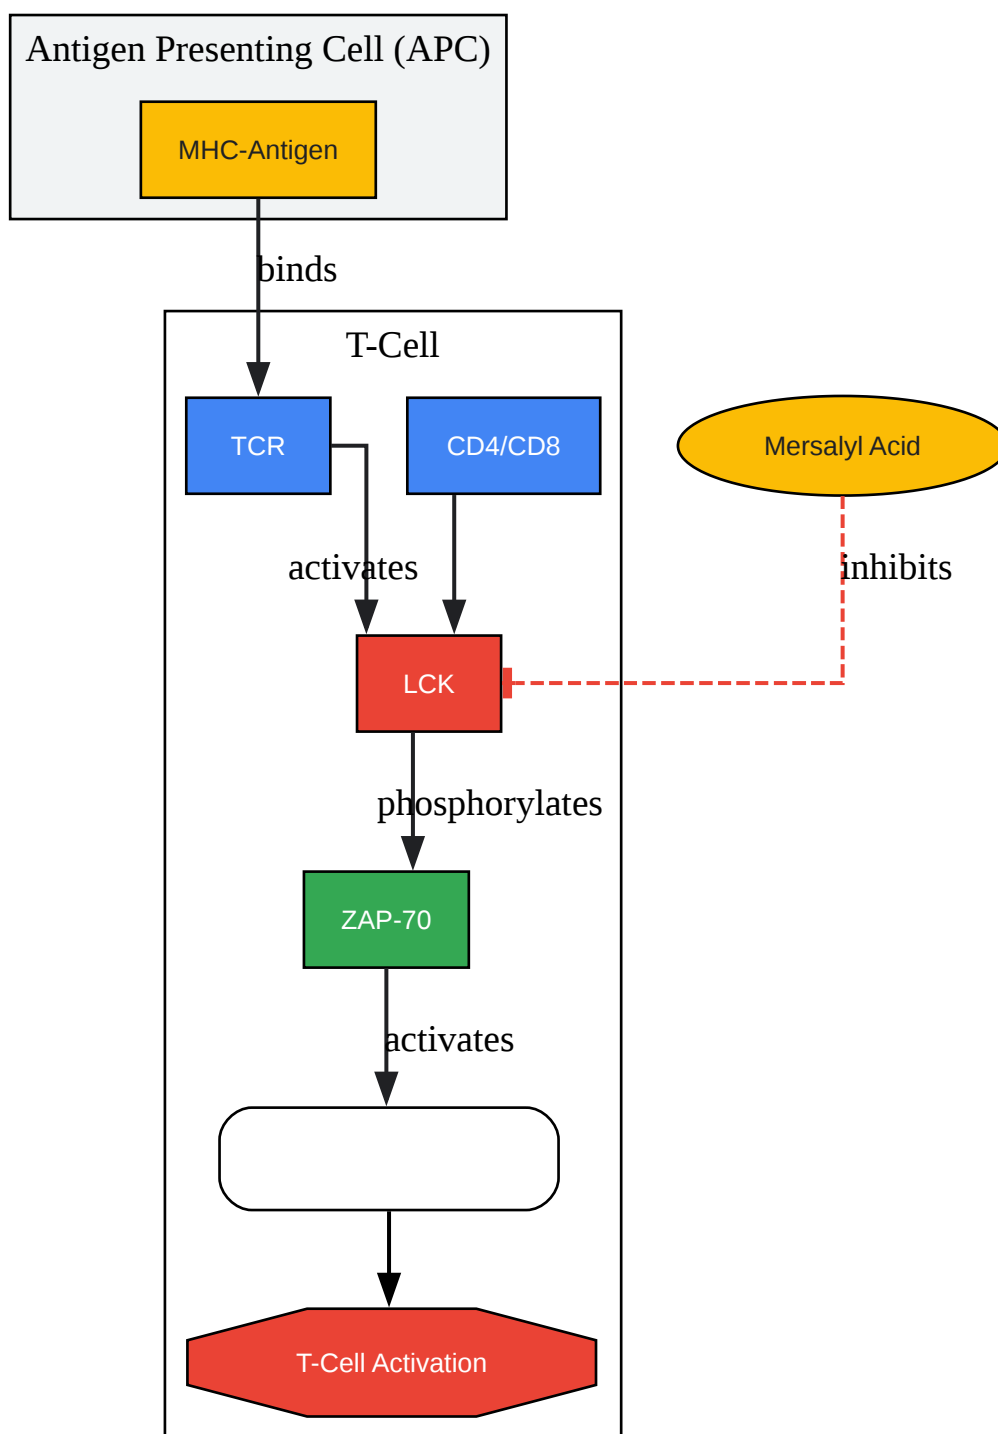 Antigen Presenting Cell (APC)
MHC-Antigen
binds
T-Cell
TCR
CD4/CD8
Mersalyl Acid
activates
inhibits
LCK
phosphorylates
ZAP-70
activates
T-Cell Activation